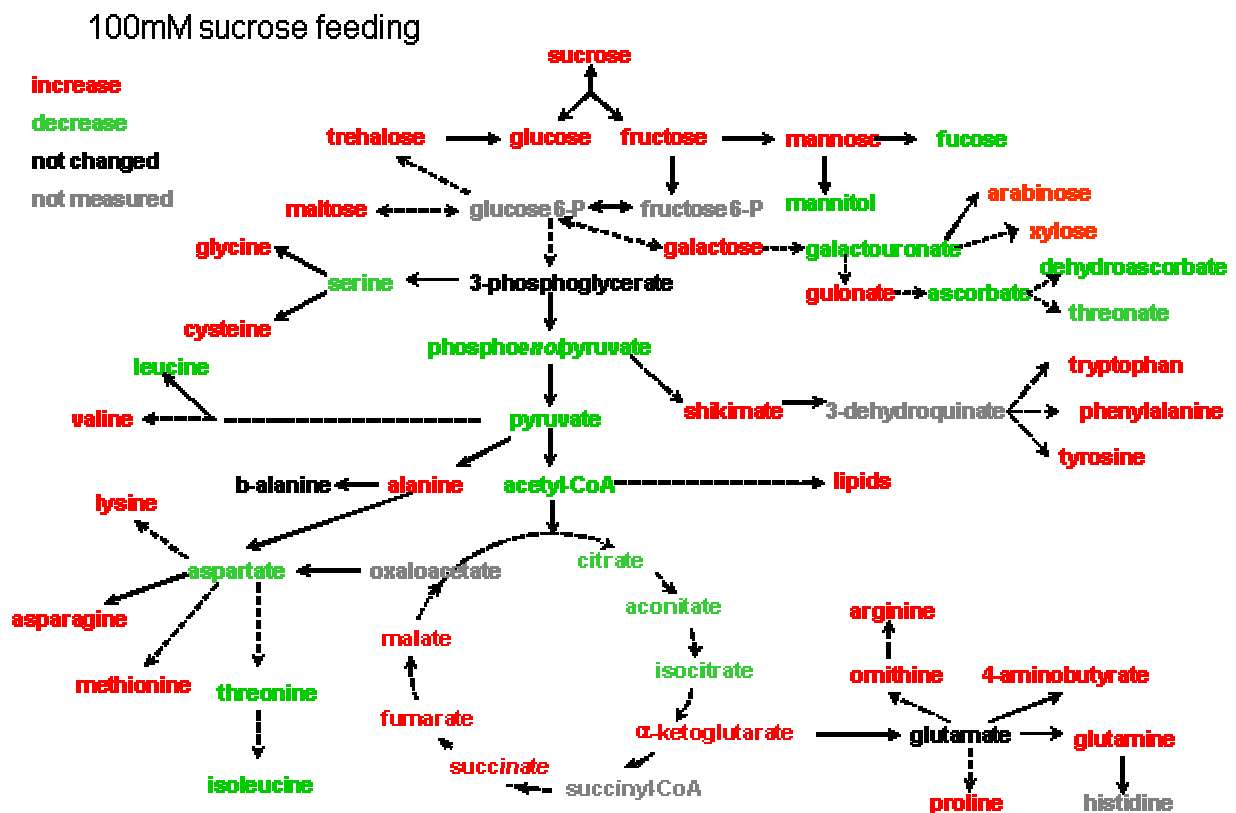 100mM sucrose feeding
sucrose
increase
decrease
not changed
not measured
trehalose
glucose
fructose
mannose
fucose
maltose
glucose 6-P
fructose 6-P
mannitol
arabinose
xylose
glycine
galactose
galactouronate
serine
3-phosphoglycerate
dehydroascorbate
gulonate
ascorbate
threonate
cysteine
phosphoenolpyruvate
leucine
tryptophan
valine
pyruvate
shikimate
3-dehydroquinate
phenylalanine
tyrosine
b-alanine
alanine
acetyl-CoA
lipids
lysine
citrate
aspartate
oxaloacetate
aconitate
asparagine
arginine
malate
isocitrate
methionine
threonine
ornithine
4-aminobutyrate
fumarate
α-ketoglutarate
glutamate
glutamine
succinate
isoleucine
succinyl-CoA
proline
histidine